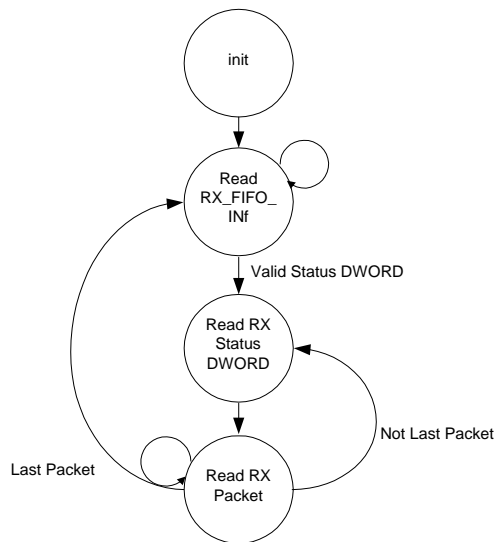 init
Read
RX_FIFO_
INf
Valid Status DWORD
Read RX
Status
DWORD
Not Last Packet
Last Packet
Read RX
Packet